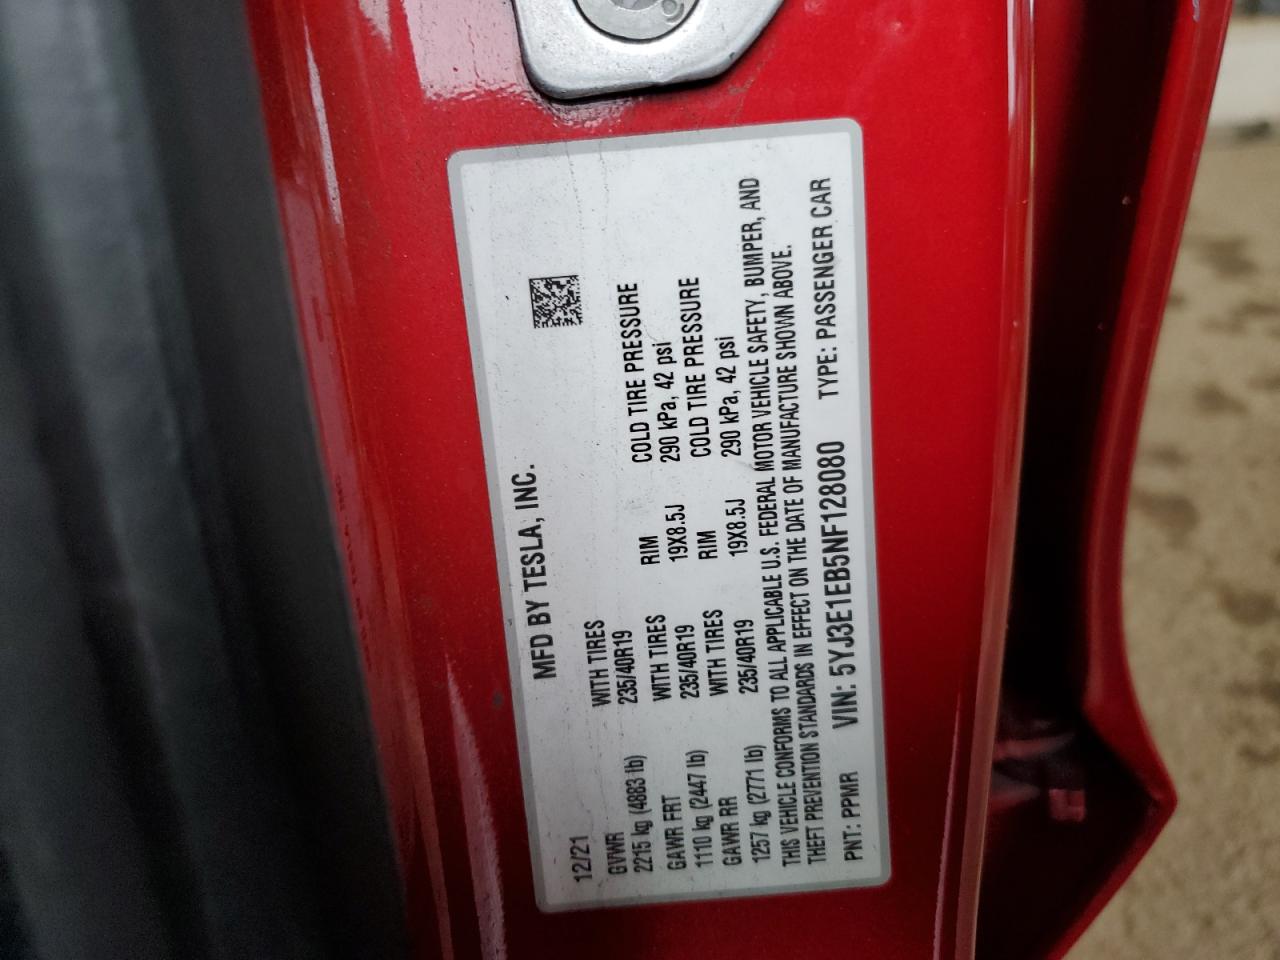 MFD BY TESLA, INC.
12/21
GVWR WITH TIRES RIM COLD TIRE PRESSURE
2215 kg (4883 lb) 235/40R19 19X8.5J 290 kPa, 42 psi
GAWR FRT WITH TIRES RIM COLD TIRE PRESSURE
1110 kg (2447 lb) 235/40R19 19X8.5J 290 kPa, 42 psi
GAWR RR WITH TIRES
1257 kg (2771 lb) 235/40R19
THIS VEHICLE CONFORMS TO ALL APPLICABLE U.S. FEDERAL MOTOR VEHICLE SAFETY, BUMPER, AND
THEFT PREVENTION STANDARDS IN EFFECT ON THE DATE OF MANUFACTURE SHOWN ABOVE.
PNT: PPMR VIN: 5YJ3E1EB5NF128080 TYPE: PASSENGER CAR